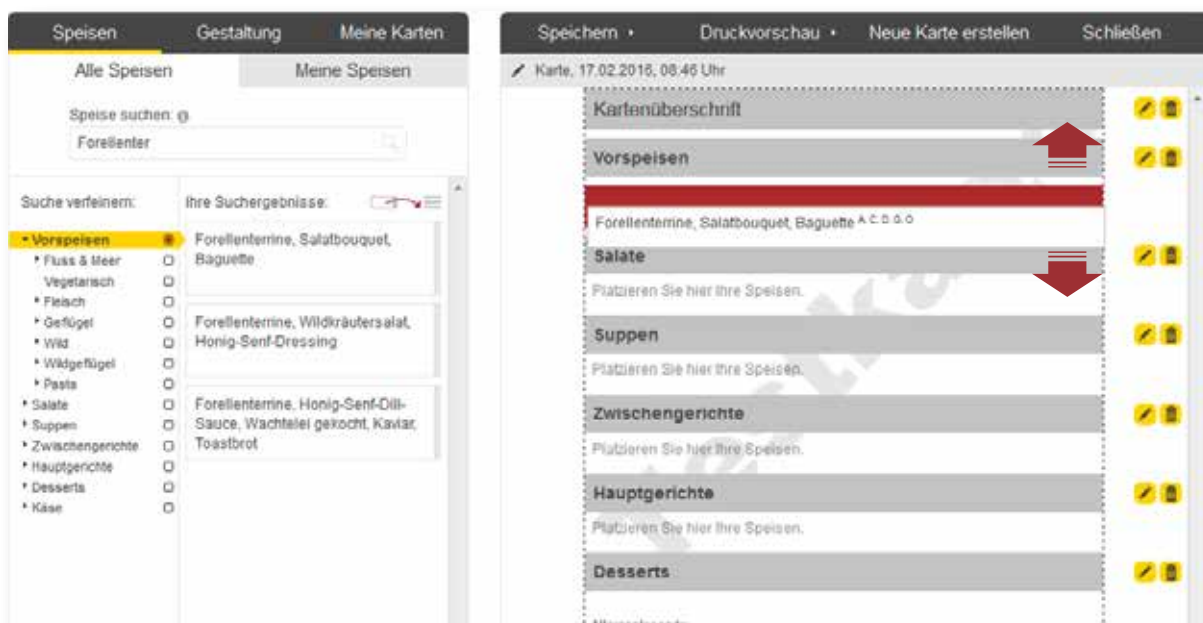 Speisen Gestaltung Meine Karten
Alle Speisen Meine Speisen
Speise suchen:
Forellenter
Suche verfeinern:
Vorspeisen
Fluss & Meer
Vegetarisch
Fleisch
Geflügel
Wild
Wildgeflügel
Pasta
Salate
Suppen
Zwischengerichte
Hauptgerichte
Desserts
Käse
Ihre Suchergebnisse:
Forellenterrine, Salatbouquet,
Baguette
Forellenterrine, Wildkräutersalat,
Honig-Senf-Dressing
Forellenterrine, Honig-Senf-Dill-
Sauce, Wachtelei gekocht, Kaviar,
Toastbrot
Speichern Druckvorschau Neue Karte erstellen Schließen
Karte, 17.02.2016, 08:46 Uhr
Kartenüberschrift
Vorspeisen
Forellenterrine, Salatbouquet, Baguette
Salate
Platzieren Sie hier Ihre Speisen.
Suppen
Platzieren Sie hier Ihre Speisen.
Zwischengerichte
Platzieren Sie hier Ihre Speisen.
Hauptgerichte
Platzieren Sie hier Ihre Speisen.
Desserts